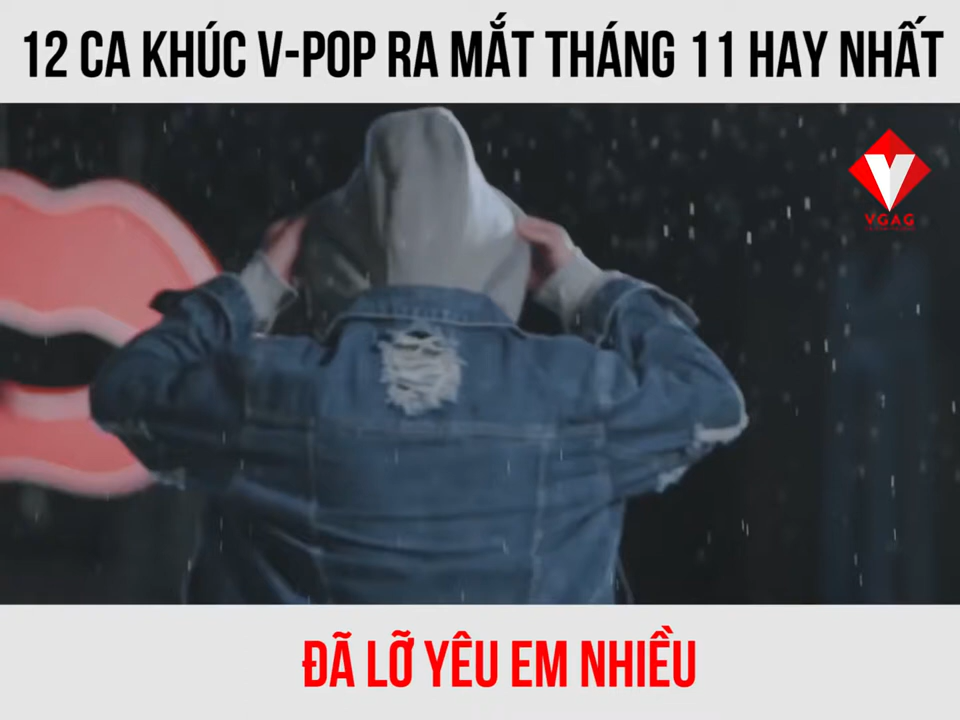 12 CA KHÚC V-POP RA MẮT THÁNG 11 HAY NHẤT
VGAG
ĐÃ LỠ YÊU EM NHIỀU